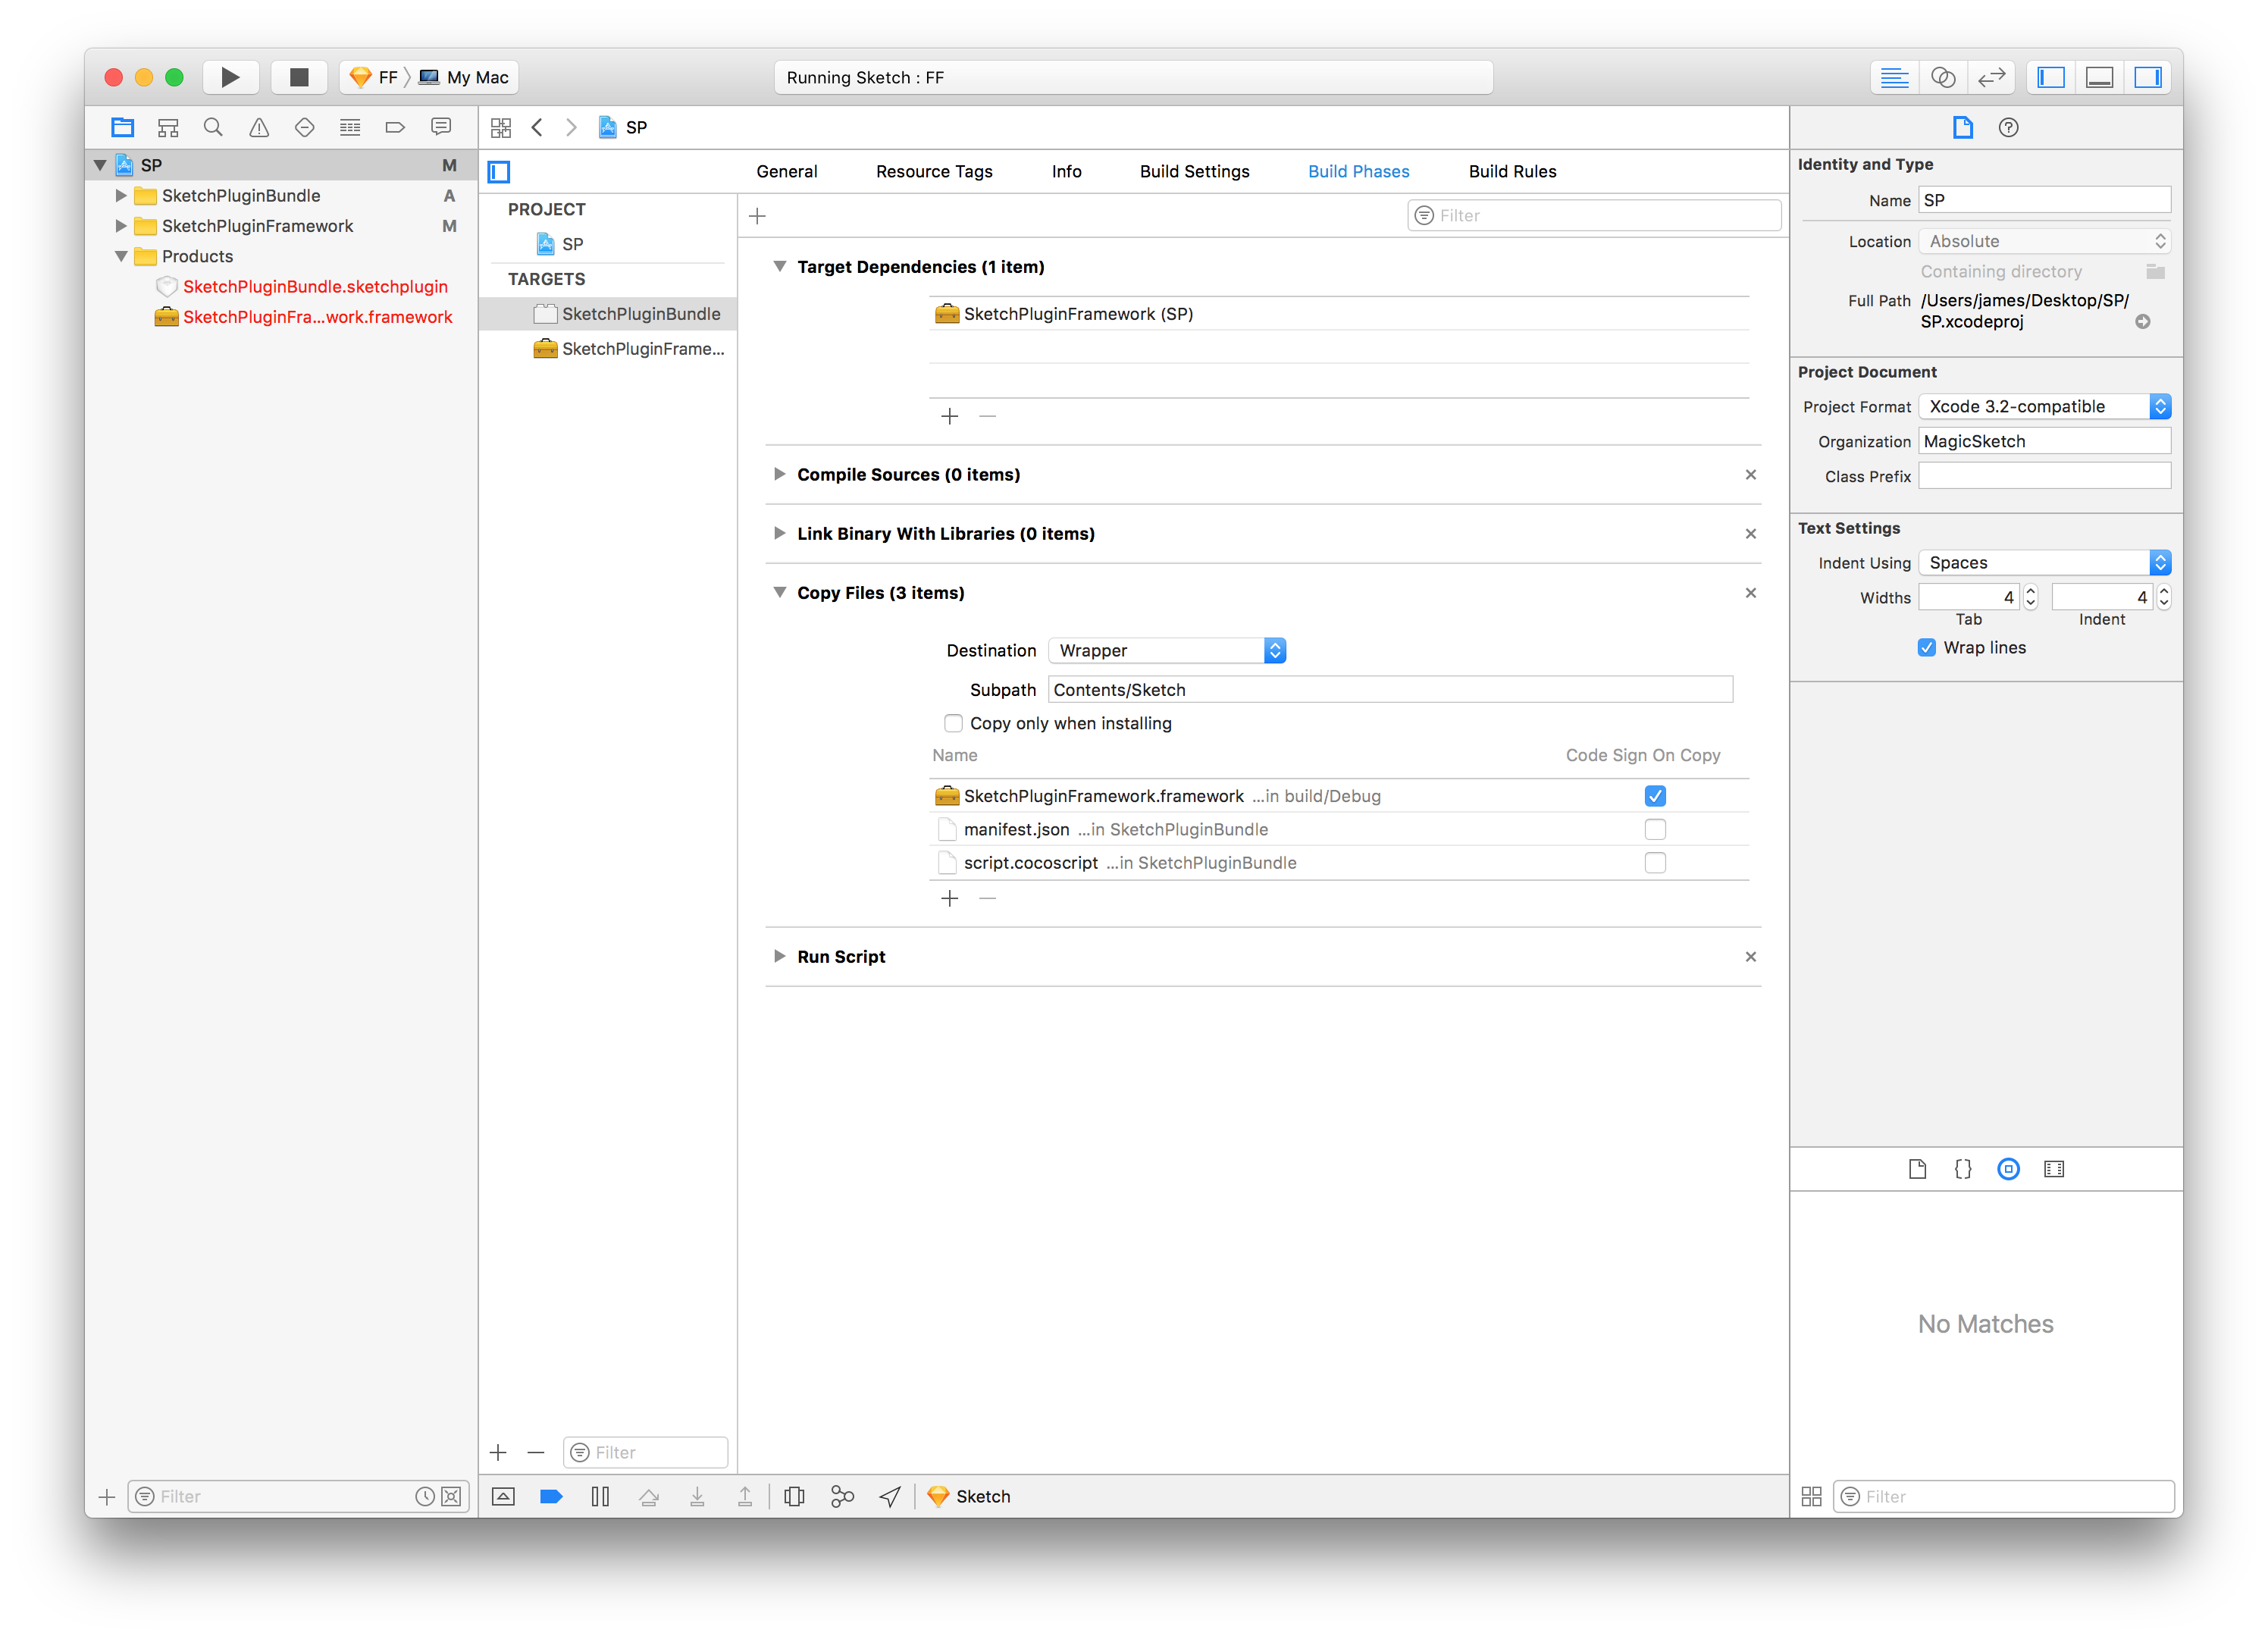 FF My Mac
Running Sketch : FF
SP M
SketchPluginBundle A
SketchPluginFramework M
Products
SketchPluginBundle.sketchplugin
SketchPluginFra...work.framework
Filter
SP
General Resource Tags Info Build Settings Build Phases Build Rules
PROJECT
SP
TARGETS
SketchPluginBundle
SketchPluginFrame...
Filter
Filter
Target Dependencies (1 item)
SketchPluginFramework (SP)
Compile Sources (0 items)
Link Binary With Libraries (0 items)
Copy Files (3 items)
Destination Wrapper
Subpath Contents/Sketch
Copy only when installing
Name Code Sign On Copy
SketchPluginFramework.framework ...in build/Debug
manifest.json ...in SketchPluginBundle
script.cocoscript ...in SketchPluginBundle
Run Script
Sketch
Identity and Type
Name SP
Location Absolute
Containing directory
Full Path /Users/james/Desktop/SP/
SP.xcodeproj
Project Document
Project Format Xcode 3.2-compatible
Organization MagicSketch
Class Prefix
Text Settings
Indent Using Spaces
Widths 4 4
Tab Indent
Wrap lines
No Matches
Filter